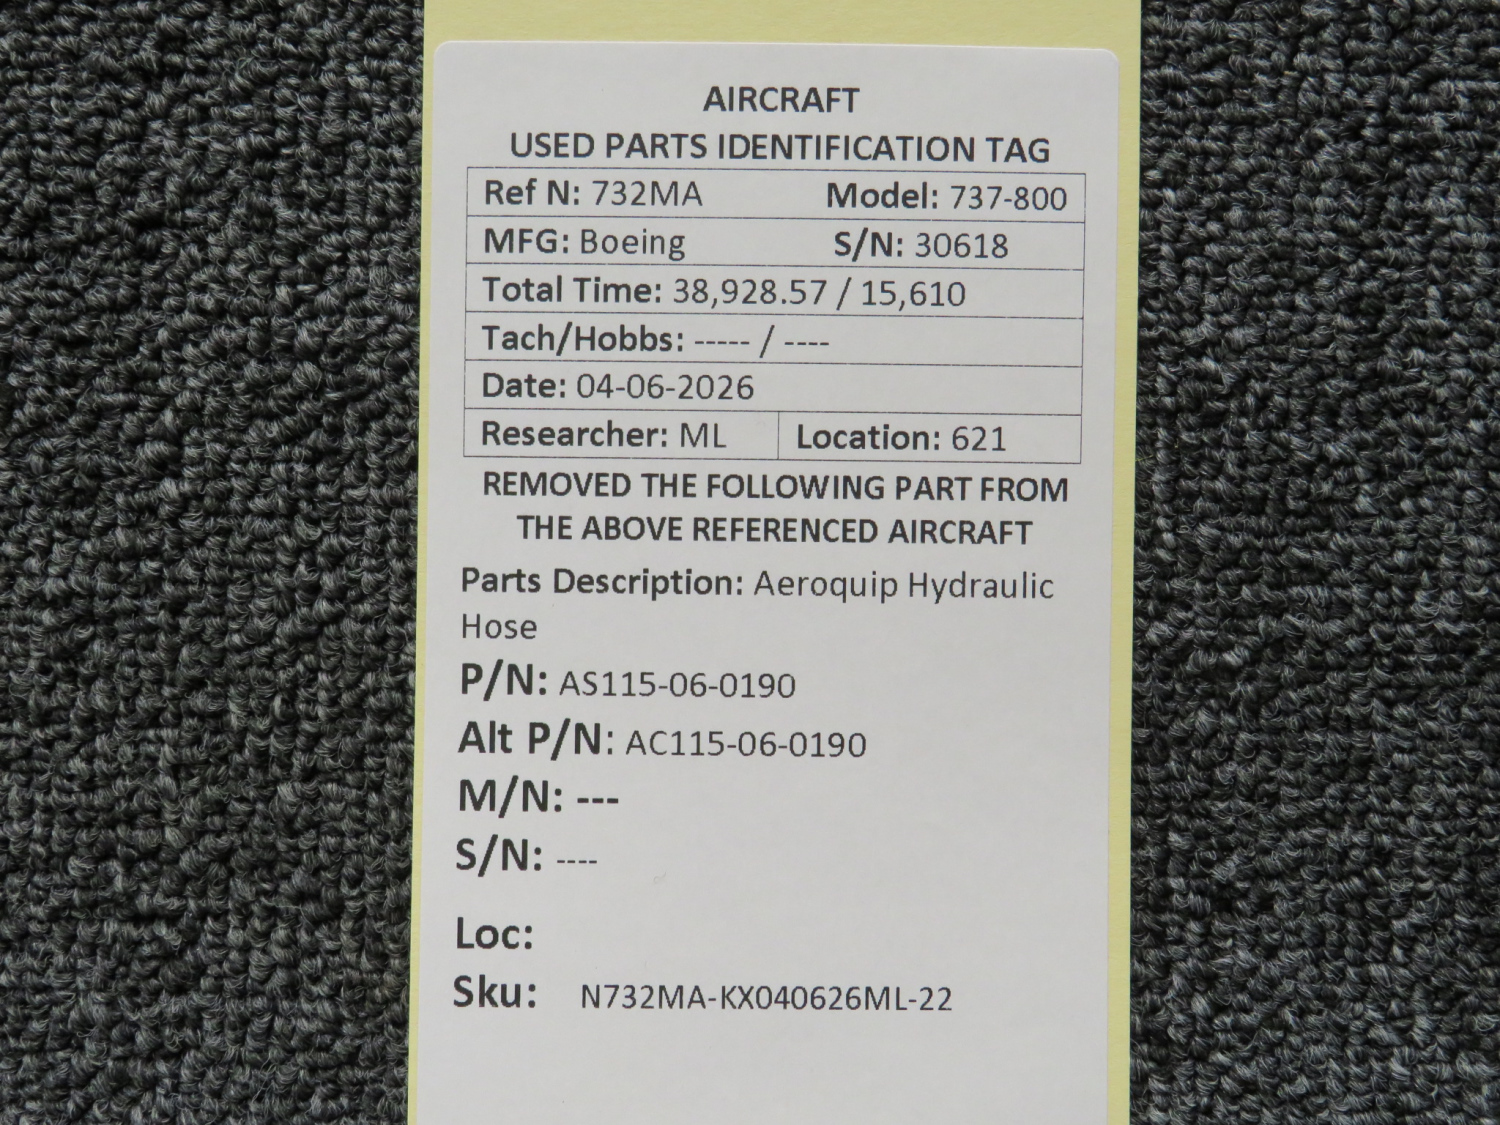 AIRCRAFT
USED PARTS IDENTIFICATION TAG
Ref N: 732MA Model: 737-800
MFG: Boeing S/N: 30618
Total Time: 38,928.57 / 15,610
Tach/Hobbs: ----- / ----
Date: 04-06-2026
Researcher: ML Location: 621
REMOVED THE FOLLOWING PART FROM
THE ABOVE REFERENCED AIRCRAFT
Parts Description: Aeroquip Hydraulic
Hose
P/N: AS115-06-0190
Alt P/N: AC115-06-0190
M/N: ---
S/N: ----
Loc:
Sku: N732MA-KX040626ML-22